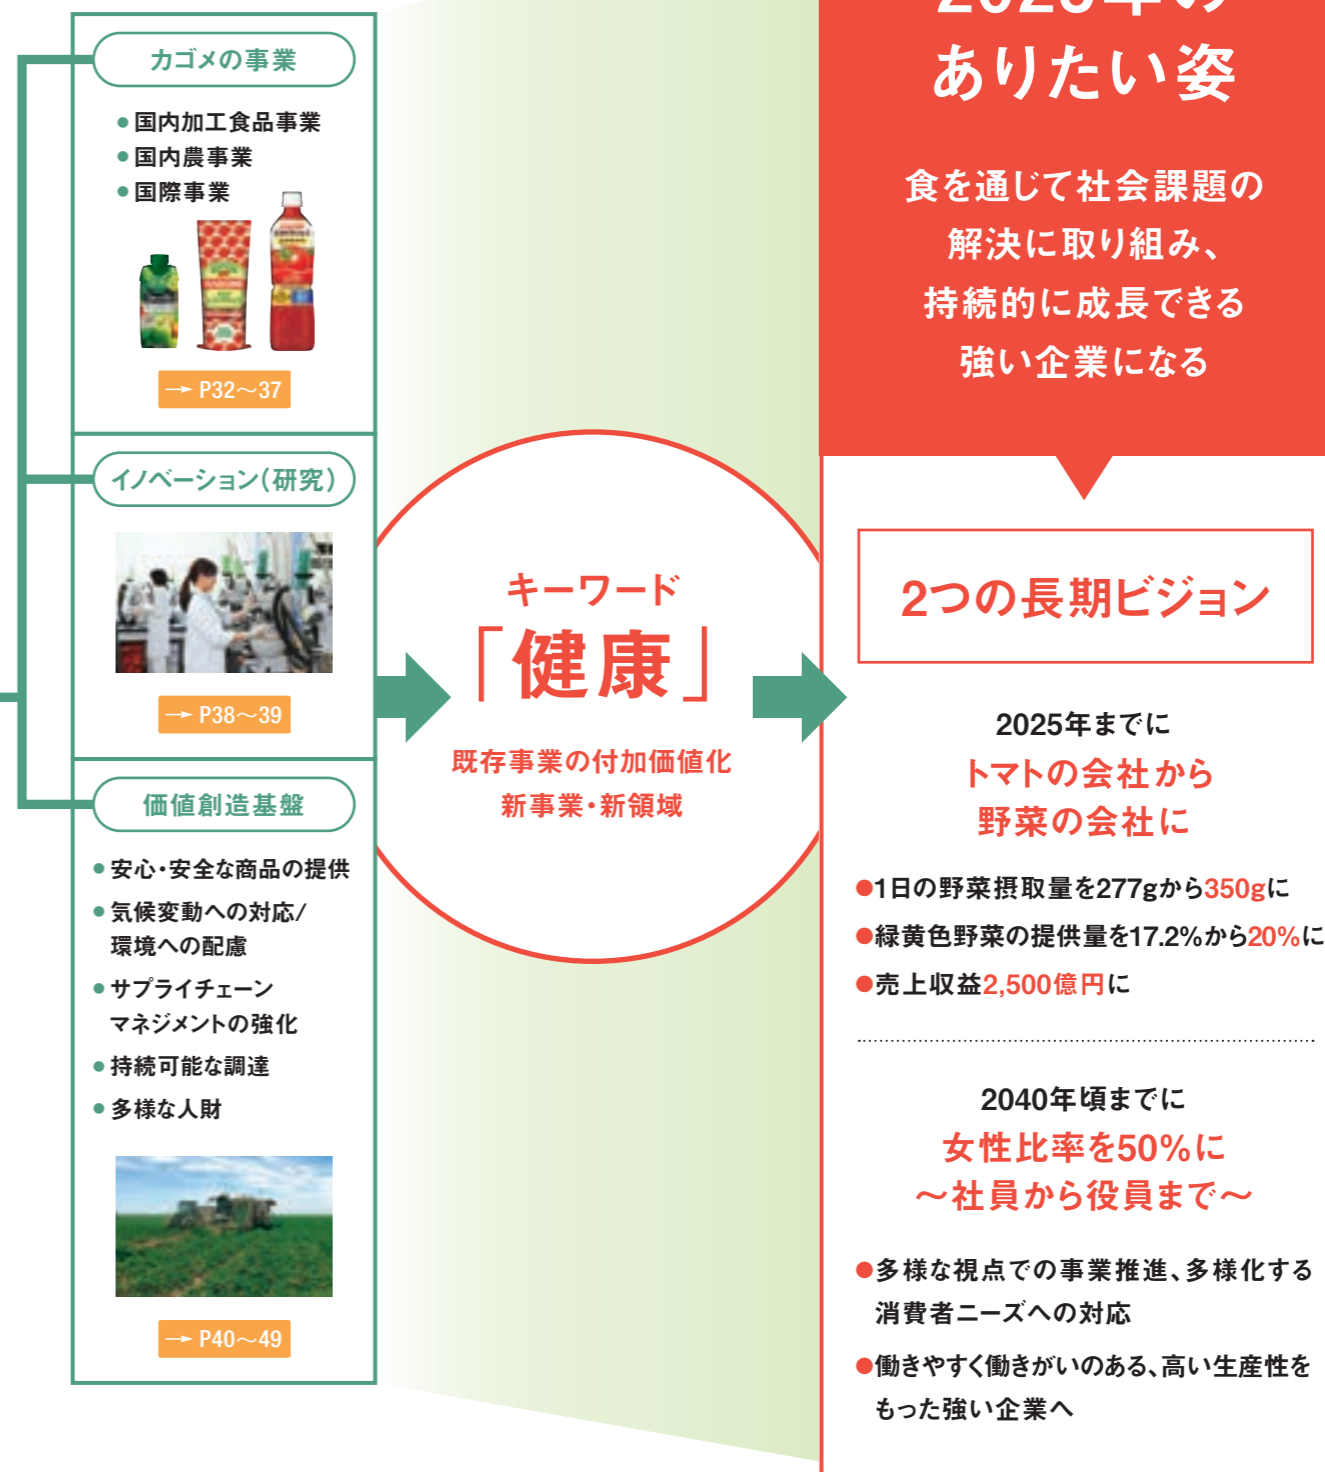 カゴメの事業
●国内加工食品事業
●国内農事業
●国際事業
→ P32〜37
イノベーション(研究)
→ P38〜39
価値創造基盤
●安心・安全な商品の提供
●気候変動への対応/
環境への配慮
●サプライチェーン
マネジメントの強化
●持続可能な調達
●多様な人財
→ P40〜49
キーワード
「健康」
既存事業の付加価値化
新事業・新領域
ありたい姿
食を通じて社会課題の
解決に取り組み、
持続的に成長できる
強い企業になる
2つの長期ビジョン
2025年までに
トマトの会社から
野菜の会社に
●1日の野菜摂取量を277gから350gに
●緑黄色野菜の提供量を17.2%から20%に
●売上収益2,500億円に
2040年頃までに
女性比率を50%に
〜社員から役員まで〜
●多様な視点での事業推進、多様化する
消費者ニーズへの対応
●働きやすく働きがいのある、高い生産性を
もった強い企業へ